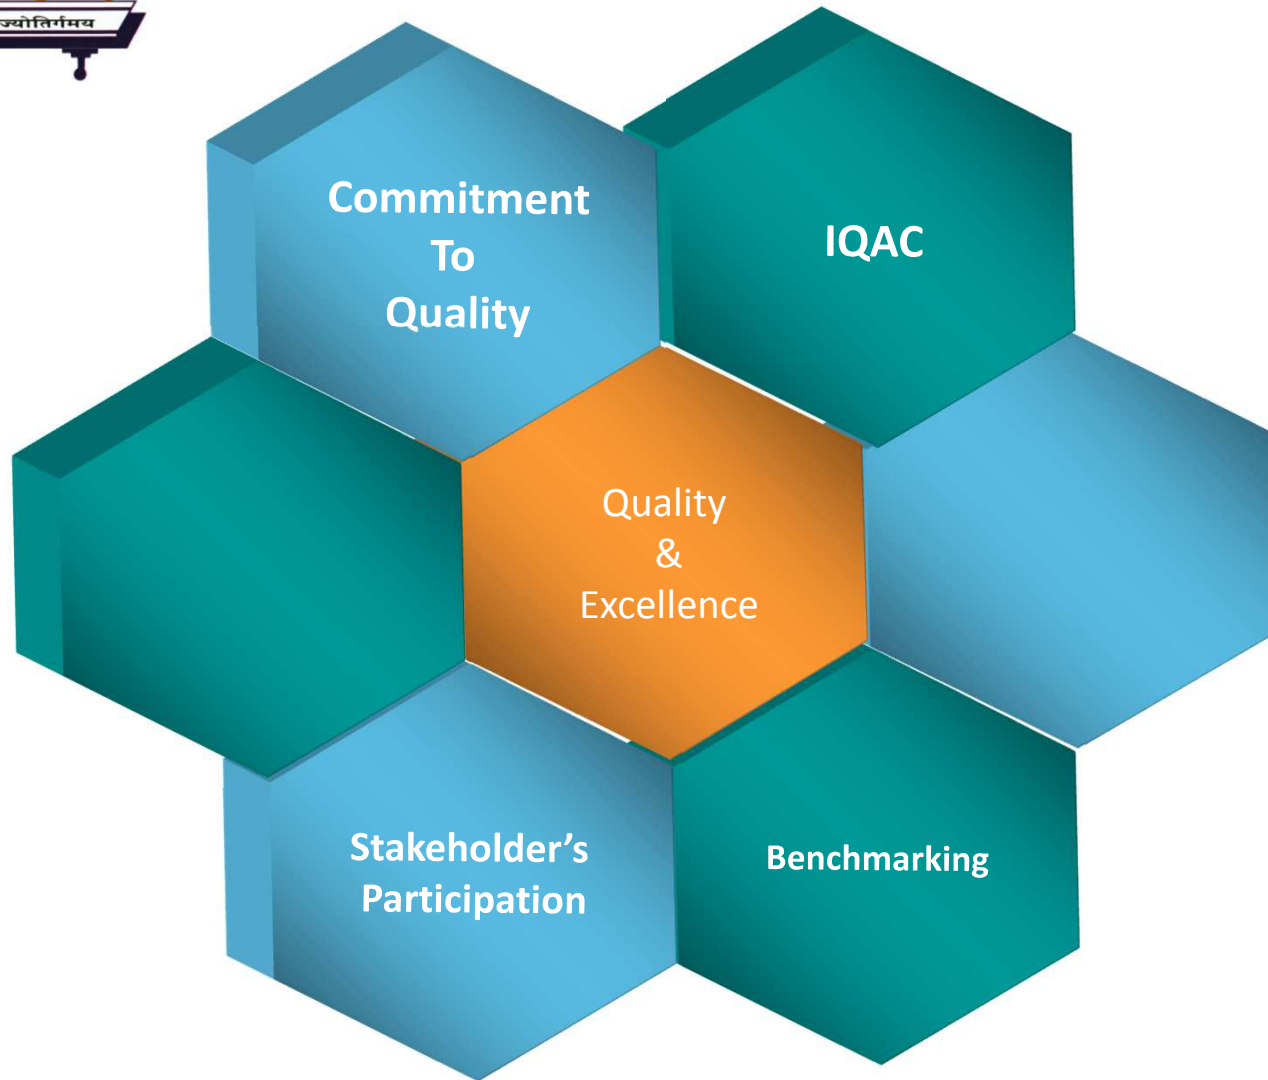 ज्योतिर्गमय
Commitment
To
Quality
IQAC
Quality
&
Excellence
Stakeholder’s
Participation
Benchmarking